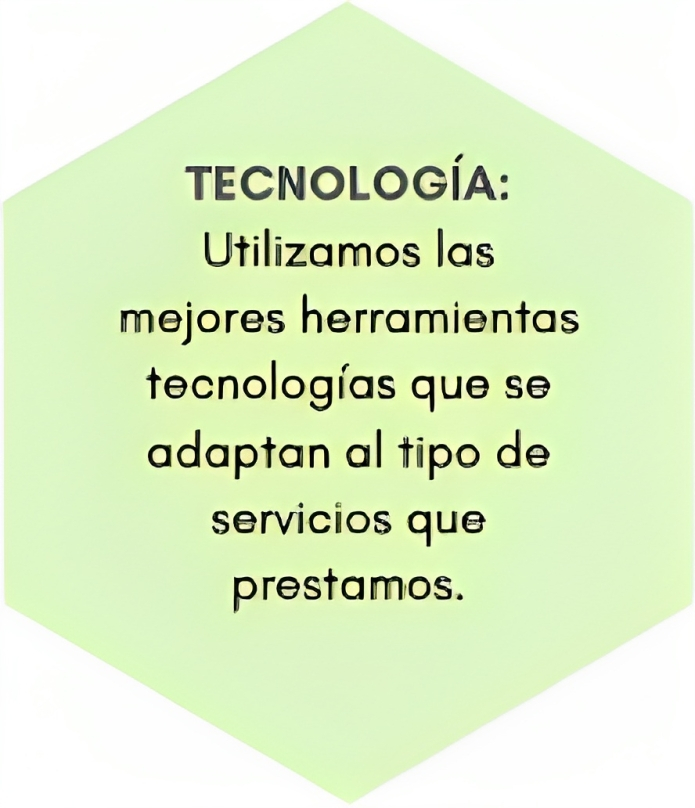 TECNOLOGÍA:
Utilizamos las
mejores herramientas
tecnologías que se
adaptan al tipo de
servicios que
prestamos.